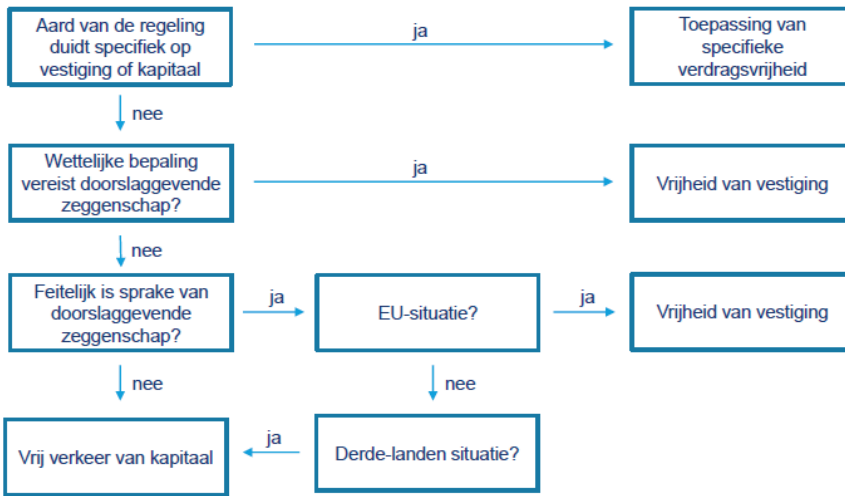 Aard van de regeling
duidt specifiek op
vestiging of kapitaal
ja
Toepassing van
specifieke
verdragsvrijheid
nee
Wettelijke bepaling
vereist doorslaggevende
zeggenschap?
ja
Vrijheid van vestiging
nee
Feitelijk is sprake van
doorslaggevende
zeggenschap?
ja
EU-situatie?
ja
Vrijheid van vestiging
nee
nee
Vrij verkeer van kapitaal
ja
Derde-landen situatie?